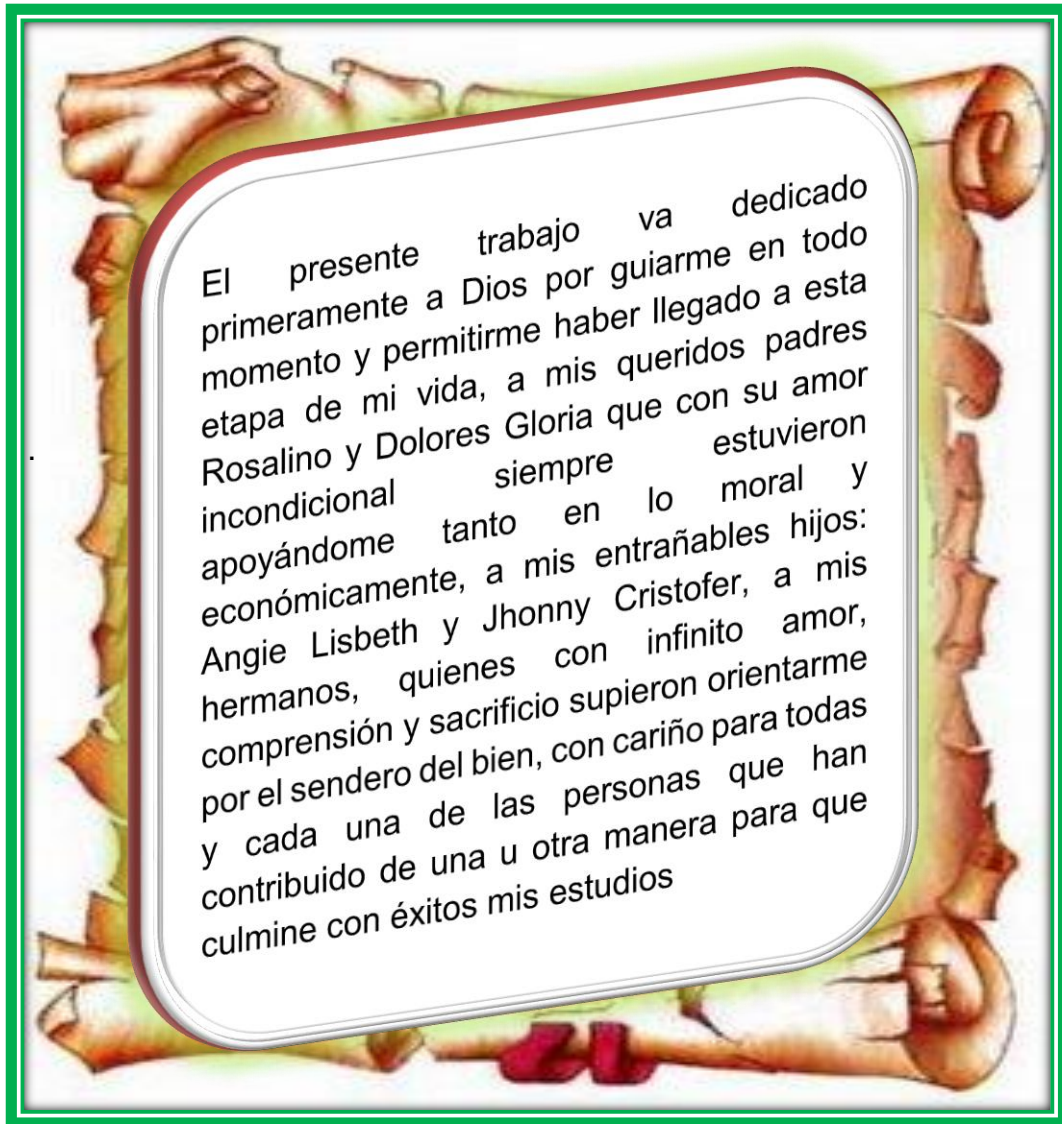 El presente trabajo va dedicado
primeramente a Dios por guiarme en todo
momento y permitirme haber llegado a esta
etapa de mi vida, a mis queridos padres
Rosalino y Dolores Gloria que con su amor
incondicional siempre estuvieron
apoyándome tanto en lo moral y
económicamente, a mis entrañables hijos:
Angie Lisbeth y Jhonny Cristofer, a mis
hermanos, quienes con infinito amor,
comprensión y sacrificio supieron orientarme
por el sendero del bien, con cariño para todas
y cada una de las personas que han
contribuido de una u otra manera para que
culmine con éxitos mis estudios
.